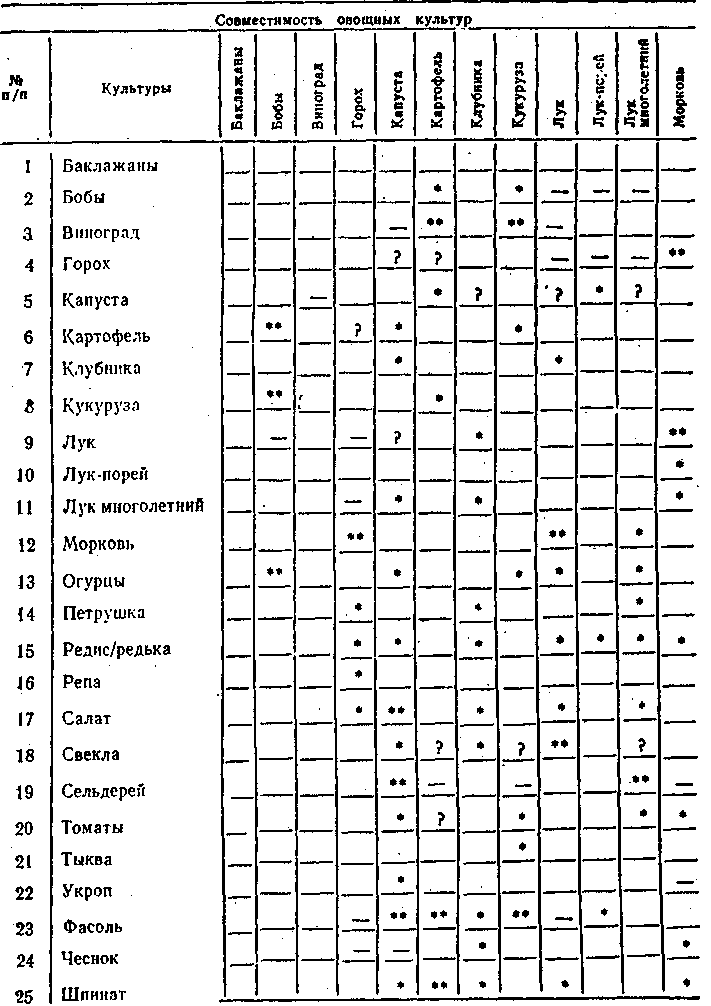 Совместимость овощных культур
№ п/п Культуры Баклажаны Бобы Виноград Горох Капуста Картофель Клубника Кукуруза Лук Лук-порей Лук многолетний Морковь
1 Баклажаны
2 Бобы * * — — —
3 Виноград — ** ** —
4 Горох ? ? — — — **
5 Капуста — * ? ? * ?
6 Картофель ** ? * *
7 Клубника * *
8 Кукуруза ** *
9 Лук — — ? * **
10 Лук-порей *
11 Лук многолетний — * * *
12 Морковь ** ** *
13 Огурцы ** * * * *
14 Петрушка * * *
15 Редис/редька * * * * * * *
16 Репа *
17 Салат * ** * * *
18 Свекла * ? * ? ** ?
19 Сельдерей ** — — ** —
20 Томаты * ? * * *
21 Тыква *
22 Укроп * —
23 Фасоль — ** ** * ** — *
24 Чеснок — — * *
25 Шпинат * ** * * *